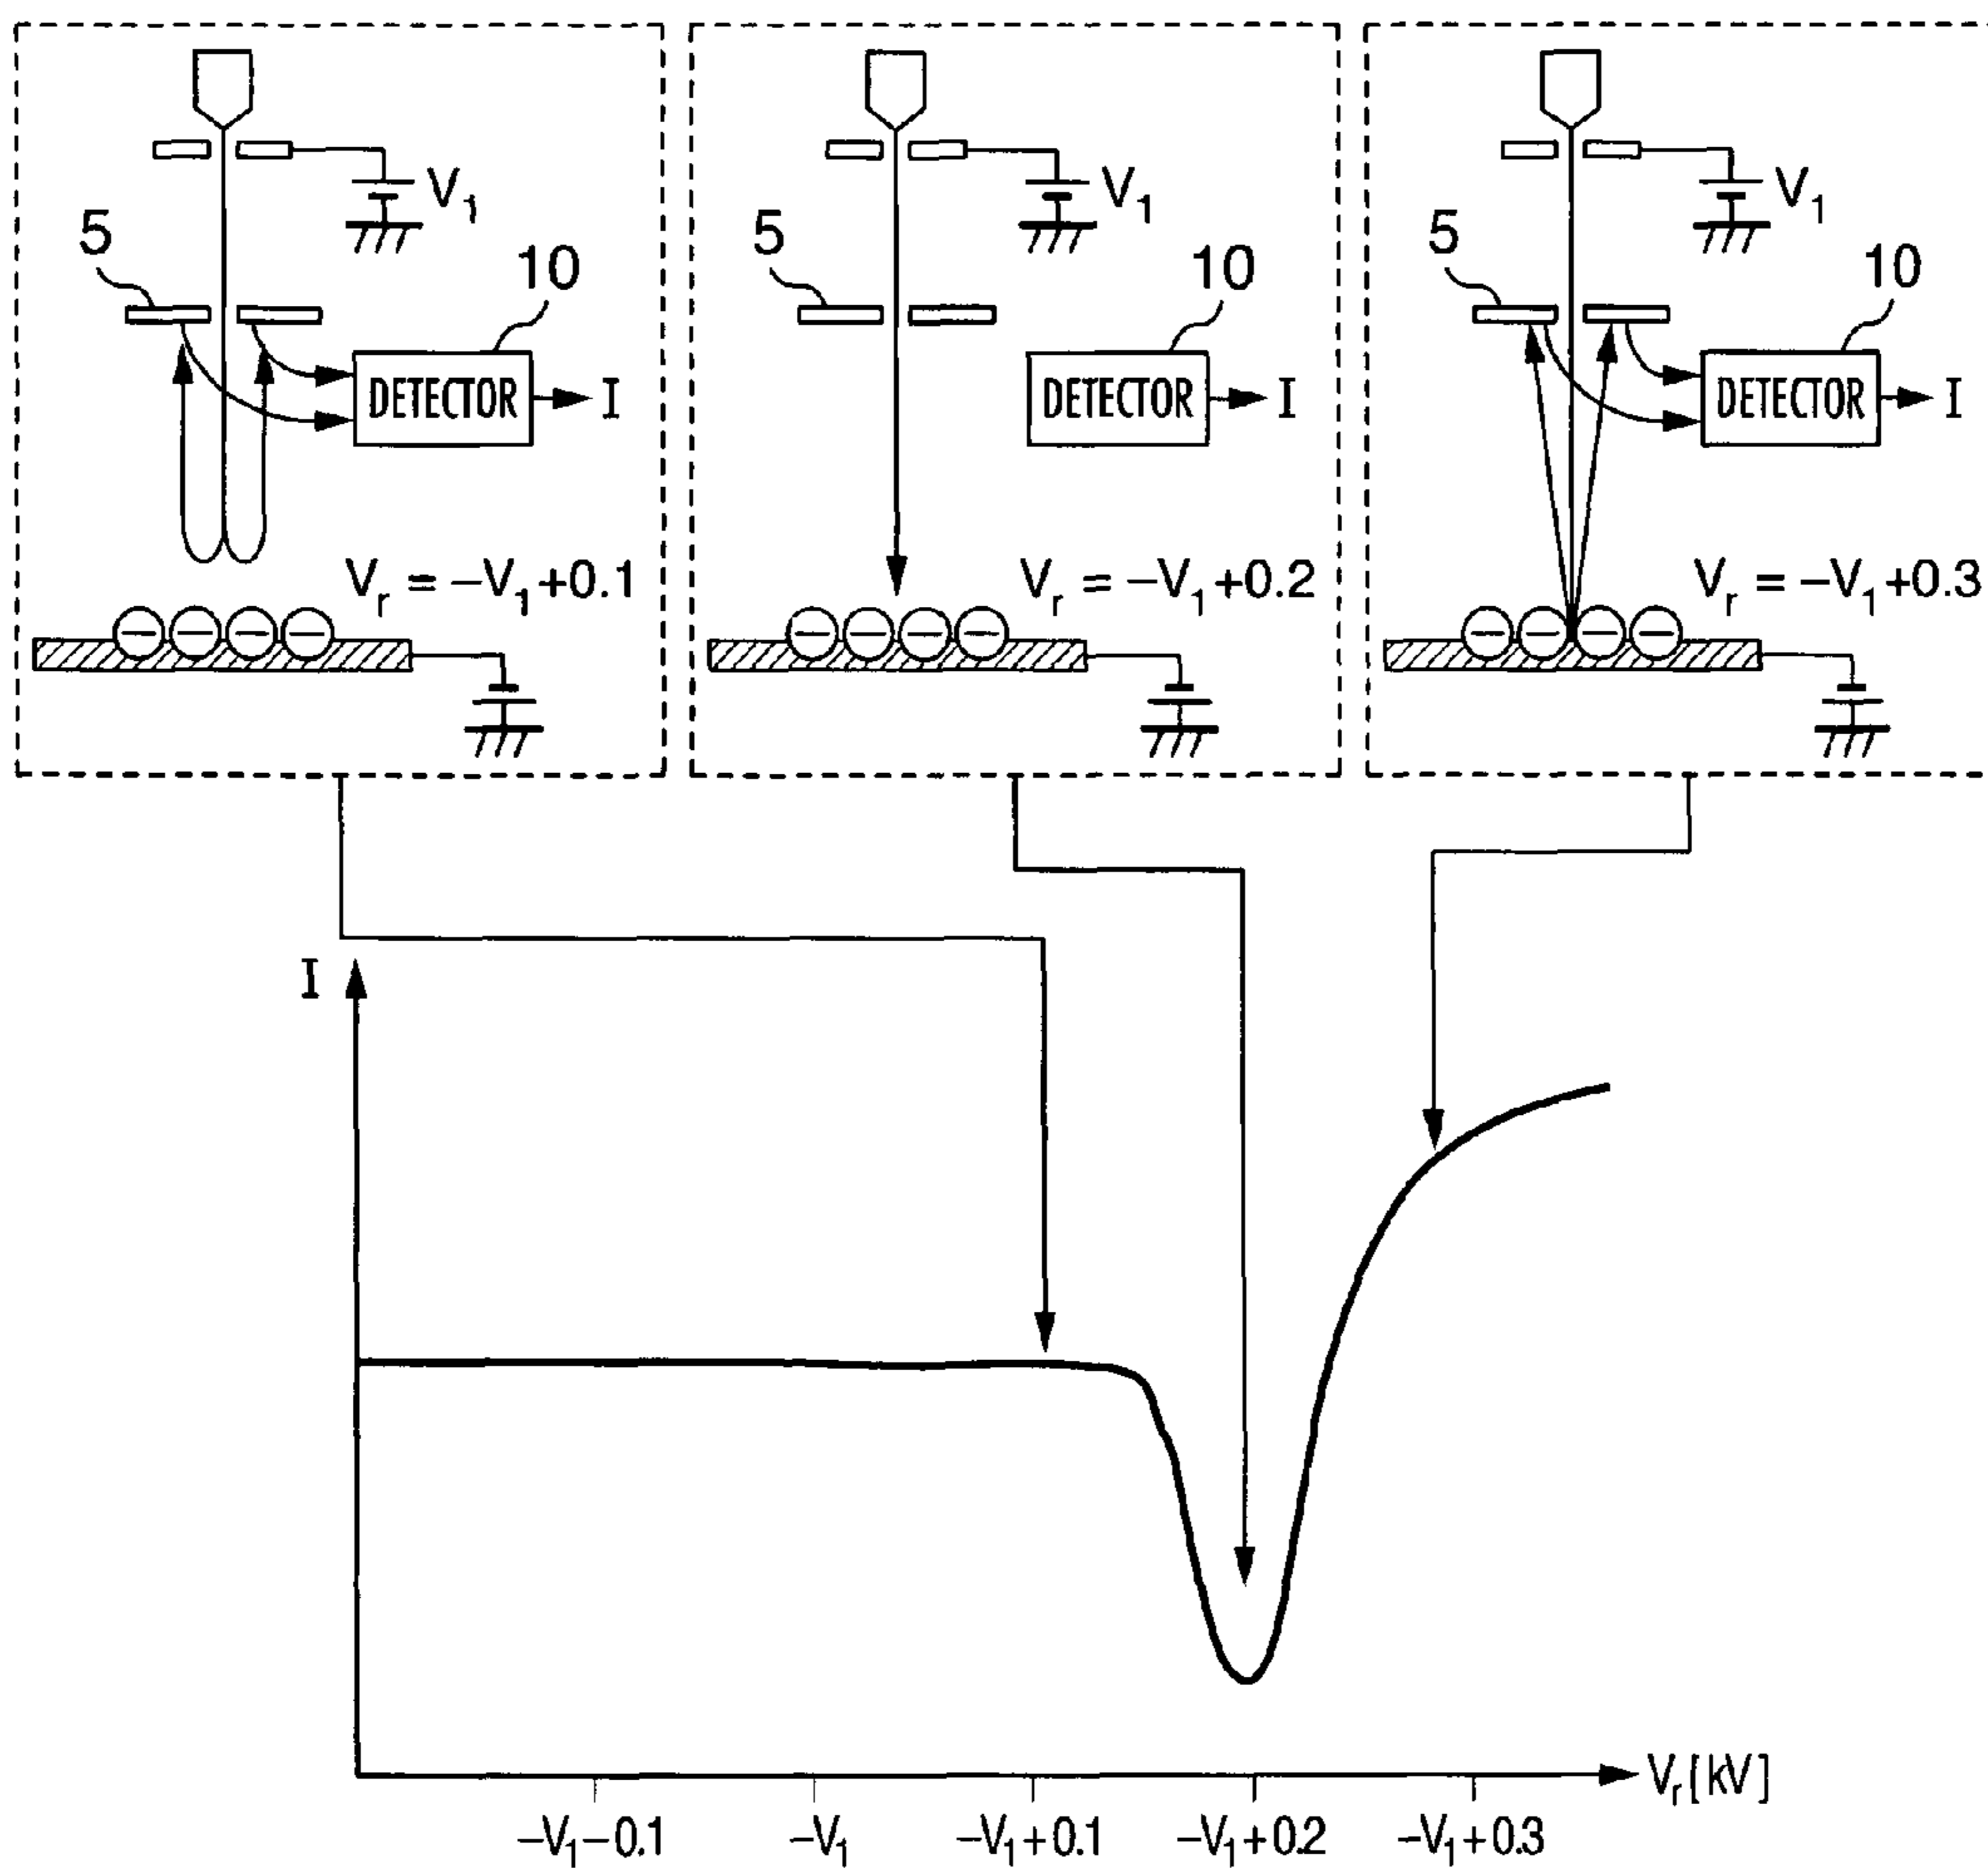 V₁
5
10
DETECTOR
I
Vᵣ = –V₁+0.1
V₁
5
10
DETECTOR
I
Vᵣ = –V₁+0.2
V₁
5
10
DETECTOR
I
Vᵣ = –V₁+0.3
I
Vᵣ[kV]
–V₁–0.1
–V₁
–V₁+0.1
–V₁+0.2
–V₁+0.3